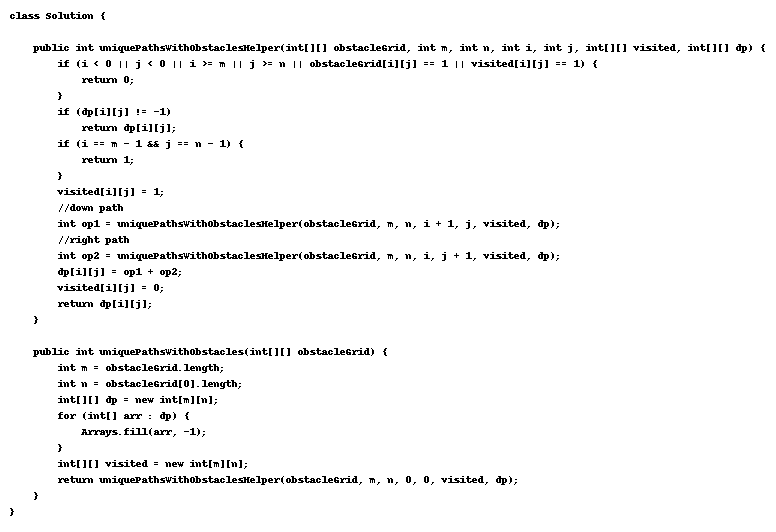 class Solution {
public int uniquePathsWithObstaclesHelper(int[][] obstacleGrid, int m, int n, int i, int j, int[][] visited, int[][] dp) {
if (i < 0 || j < 0 || i >= m || j >= n || obstacleGrid[i][j] == 1 || visited[i][j] == 1) {
return 0;
}
if (dp[i][j] != -1)
return dp[i][j];
if (i == m - 1 && j == n - 1) {
return 1;
}
visited[i][j] = 1;
//down path
int op1 = uniquePathsWithObstaclesHelper(obstacleGrid, m, n, i + 1, j, visited, dp);
//right path
int op2 = uniquePathsWithObstaclesHelper(obstacleGrid, m, n, i, j + 1, visited, dp);
dp[i][j] = op1 + op2;
visited[i][j] = 0;
return dp[i][j];
}
public int uniquePathsWithObstacles(int[][] obstacleGrid) {
int m = obstacleGrid.length;
int n = obstacleGrid[0].length;
int[][] dp = new int[m][n];
for (int[] arr : dp) {
Arrays.fill(arr, -1);
}
int[][] visited = new int[m][n];
return uniquePathsWithObstaclesHelper(obstacleGrid, m, n, 0, 0, visited, dp);
}
}